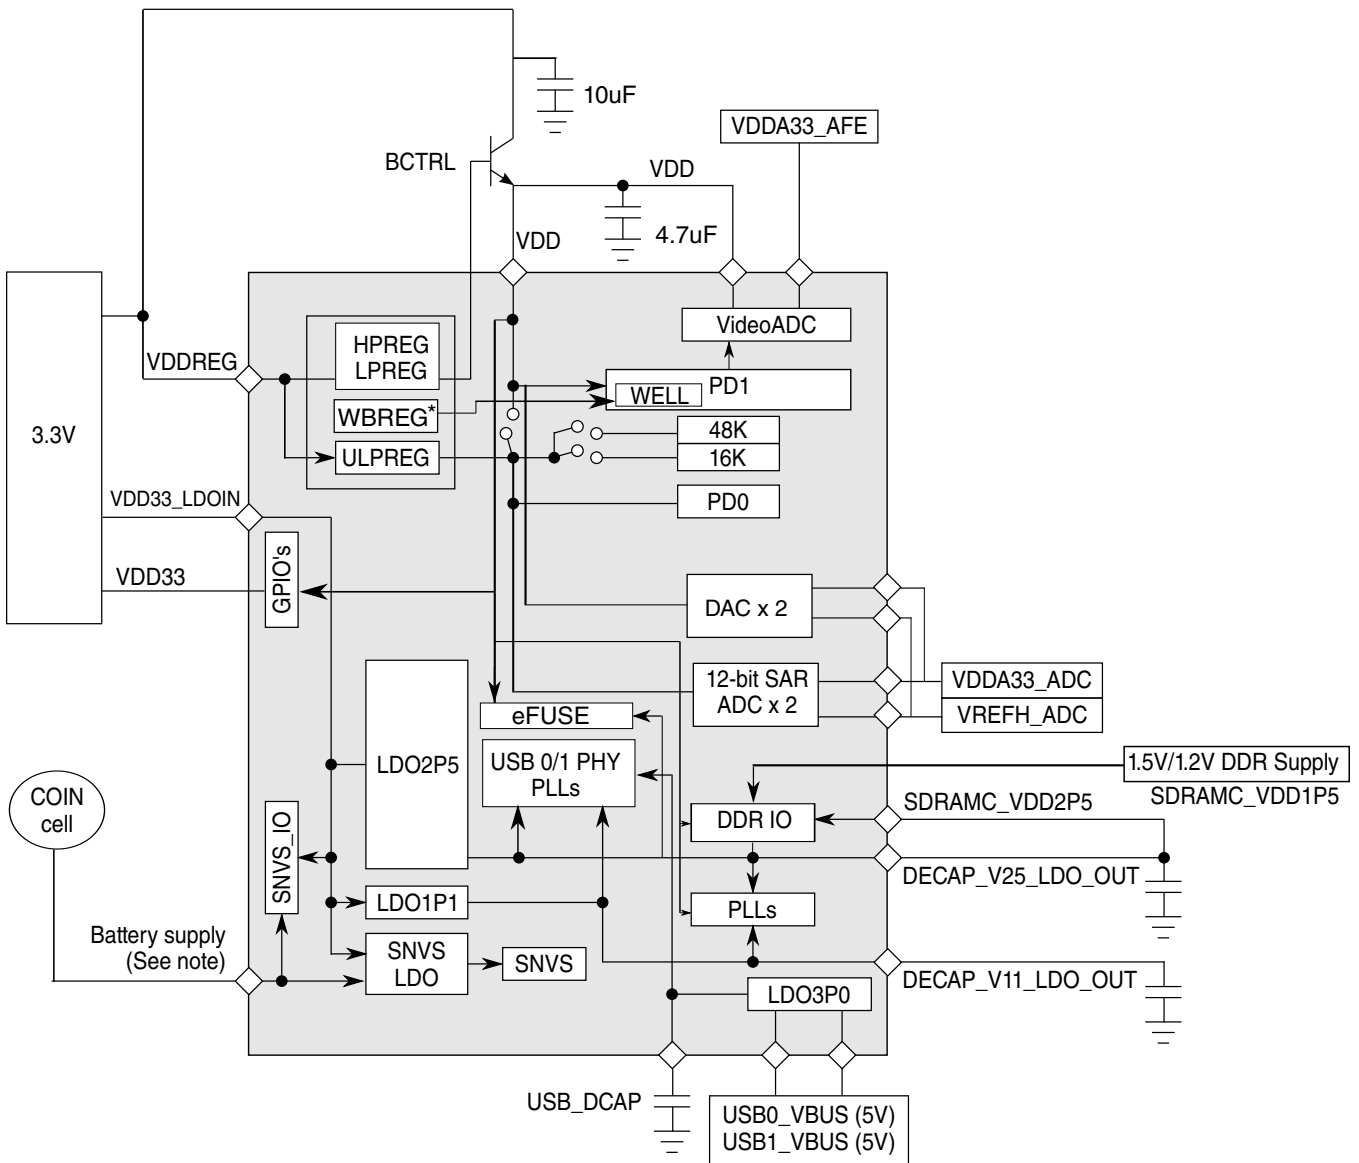 10uF
VDDA33_AFE
BCTRL
VDD
4.7uF
VDD
VideoADC
HPREG
LPREG
VDDREG
PD1
WELL
WBREG*
3.3V
48K
ULPREG
16K
VDD33_LDOIN
PD0
VDD33
GPIO's
DAC x 2
12-bit SAR
ADC x 2
VDDA33_ADC
VREFH_ADC
eFUSE
LDO2P5
USB 0/1 PHY
PLLs
1.5V/1.2V DDR Supply
SDRAMC_VDD1P5
COIN
cell
SDRAMC_VDD2P5
DDR IO
SNVS_IO
DECAP_V25_LDO_OUT
LDO1P1
PLLs
Battery supply
(See note)
SNVS
LDO
SNVS
DECAP_V11_LDO_OUT
LDO3P0
USB_DCAP
USB0_VBUS (5V)
USB1_VBUS (5V)